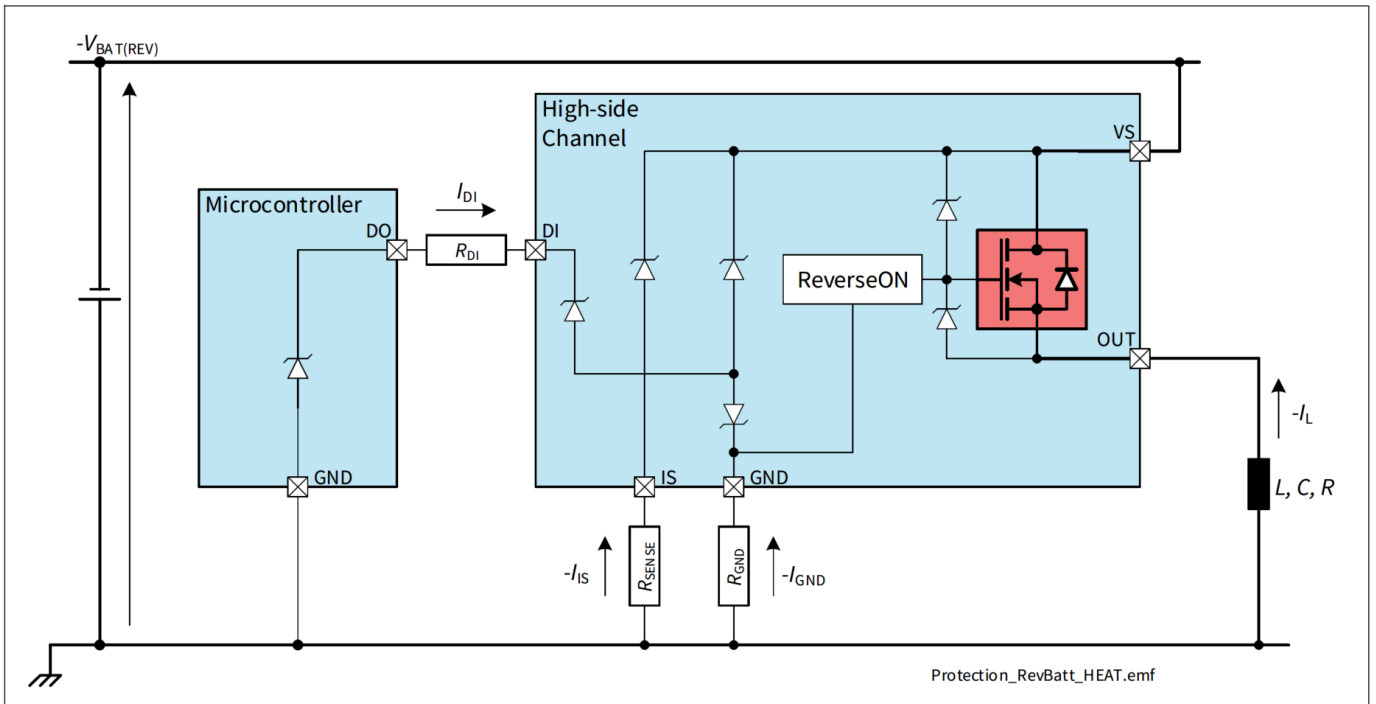 -VBAT(REV)
High-side
Channel
VS
Microcontroller
IDI
DO
RDI
DI
ReverseON
OUT
-IL
GND
IS
GND
L, C, R
-IIS
RSENSE
RGND
-IGND
Protection_RevBatt_HEAT.emf